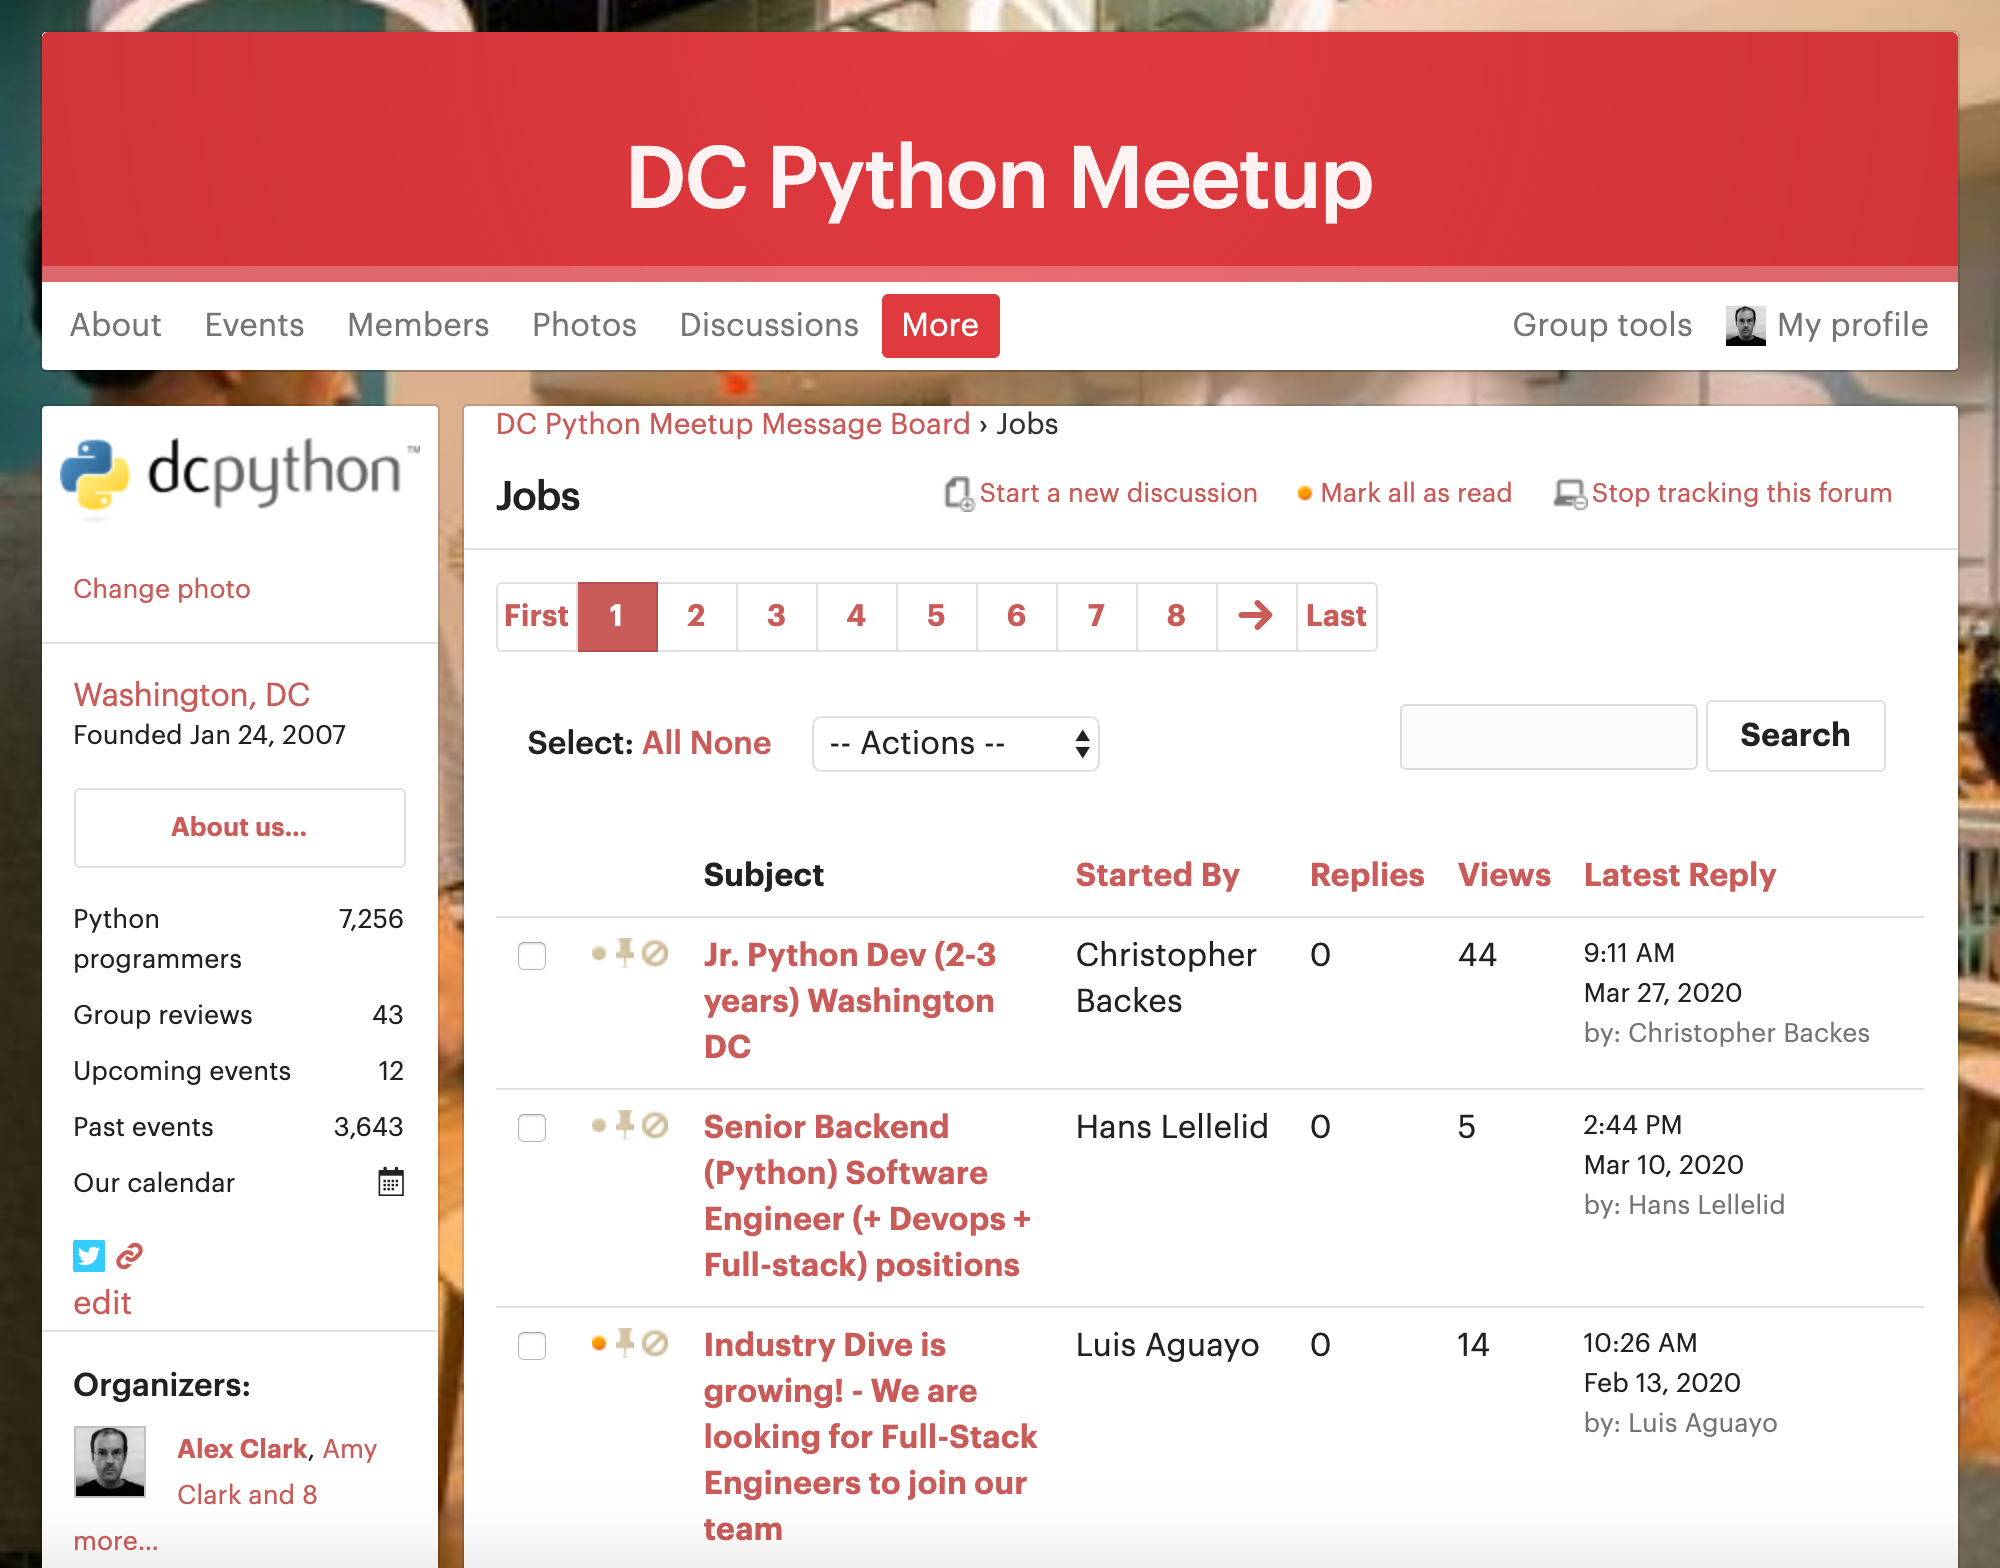 DC Python Meetup
About Events Members Photos Discussions More Group tools My profile
dcpython™
Change photo
Washington, DC
Founded Jan 24, 2007
About us...
Python 7,256
programmers
Group reviews 43
Upcoming events 12
Past events 3,643
Our calendar
edit
Organizers:
Alex Clark, Amy
Clark and 8
more...
DC Python Meetup Message Board › Jobs
Jobs Start a new discussion Mark all as read Stop tracking this forum
First 1 2 3 4 5 6 7 8 → Last
Select: All None -- Actions -- Search
Subject Started By Replies Views Latest Reply
Jr. Python Dev (2-3
years) Washington
DC
Christopher
Backes
0
44
9:11 AM
Mar 27, 2020
by: Christopher Backes
Senior Backend
(Python) Software
Engineer (+ Devops +
Full-stack) positions
Hans Lellelid
0
5
2:44 PM
Mar 10, 2020
by: Hans Lellelid
Industry Dive is
growing! - We are
looking for Full-Stack
Engineers to join our
team
Luis Aguayo
0
14
10:26 AM
Feb 13, 2020
by: Luis Aguayo